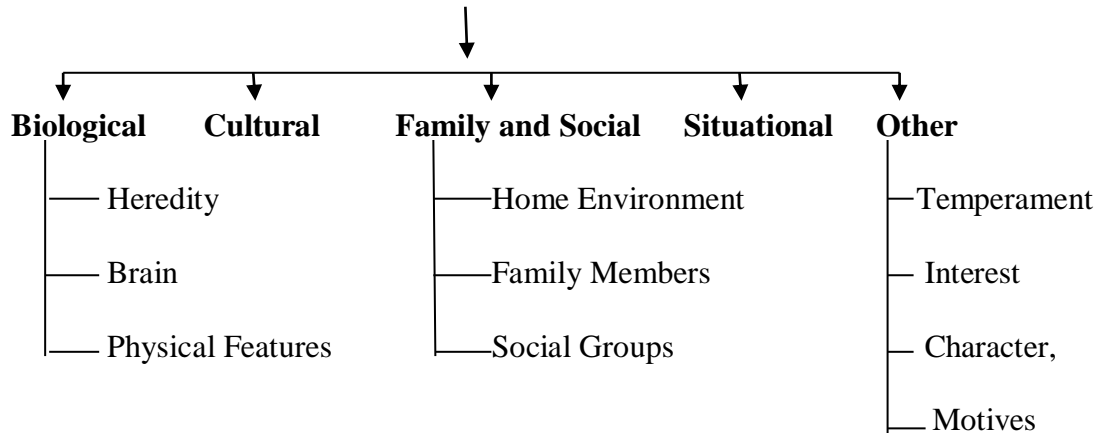 Biological Cultural Family and Social Situational Other
Heredity Home Environment Temperament
Brain Family Members Interest
Physical Features Social Groups Character,
Motives